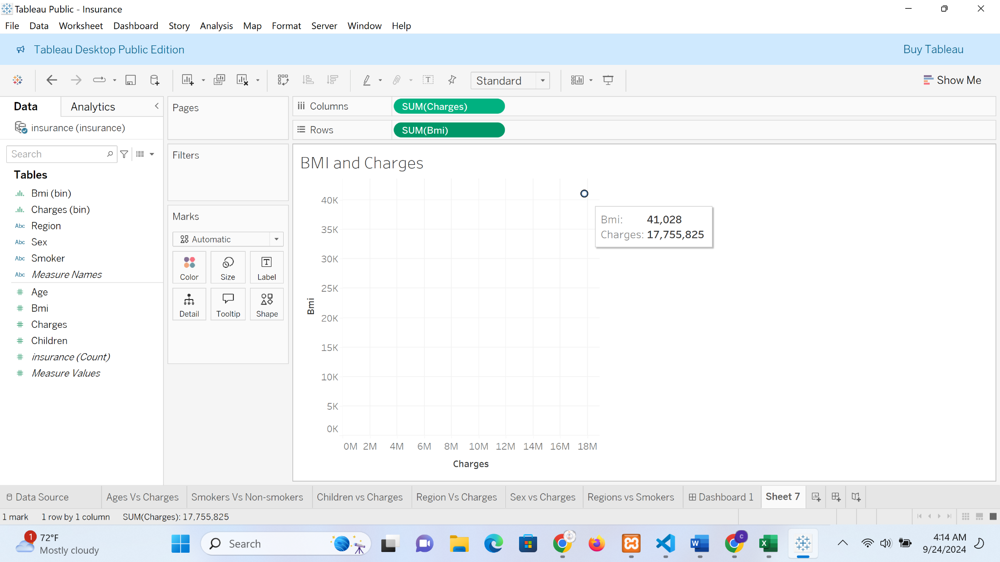 Tableau Public - Insurance
File Data Worksheet Dashboard Story Analysis Map Format Server Window Help
Tableau Desktop Public Edition
Buy Tableau
Standard
Show Me
Data
Analytics
insurance (insurance)
Search
Tables
Bmi (bin)
Charges (bin)
Abc Region
Abc Sex
Abc Smoker
Abc Measure Names
Age
Bmi
Charges
Children
insurance (Count)
Measure Values
Pages
Filters
Marks
Automatic
Color
Size
Label
Detail
Tooltip
Shape
Columns
SUM(Charges)
Rows
SUM(Bmi)
BMI and Charges
Bmi
40K
35K
30K
25K
20K
15K
10K
5K
0K
0M 2M 4M 6M 8M 10M 12M 14M 16M 18M
Charges
Bmi: 41,028
Charges: 17,755,825
Data Source
Ages Vs Charges
Smokers Vs Non-smokers
Children vs Charges
Region Vs Charges
Sex vs Charges
Regions vs Smokers
Dashboard 1
Sheet 7
1 mark 1 row by 1 column SUM(Charges): 17,755,825
1
72°F
Mostly cloudy
Search
4:14 AM
9/24/2024